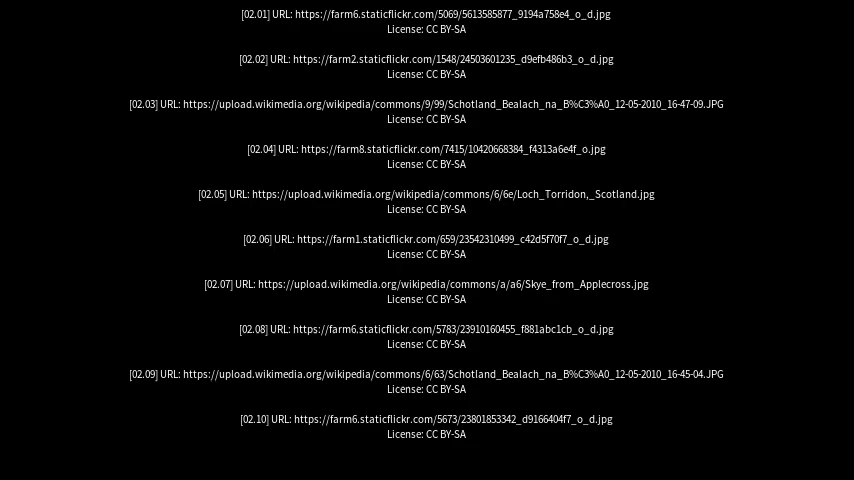 [02.01] URL: https://farm6.staticflickr.com/5069/5613585877_9194a758e4_o_d.jpg
License: CC BY-SA
[02.02] URL: https://farm2.staticflickr.com/1548/24503601235_d9efb486b3_o_d.jpg
License: CC BY-SA
[02.03] URL: https://upload.wikimedia.org/wikipedia/commons/9/99/Schotland_Bealach_na_B%C3%A0_12-05-2010_16-47-09.JPG
License: CC BY-SA
[02.04] URL: https://farm8.staticflickr.com/7415/10420668384_f4313a6e4f_o.jpg
License: CC BY-SA
[02.05] URL: https://upload.wikimedia.org/wikipedia/commons/6/6e/Loch_Torridon,_Scotland.jpg
License: CC BY-SA
[02.06] URL: https://farm1.staticflickr.com/659/23542310499_c42d5f70f7_o_d.jpg
License: CC BY-SA
[02.07] URL: https://upload.wikimedia.org/wikipedia/commons/a/a6/Skye_from_Applecross.jpg
License: CC BY-SA
[02.08] URL: https://farm6.staticflickr.com/5783/23910160455_f881abc1cb_o_d.jpg
License: CC BY-SA
[02.09] URL: https://upload.wikimedia.org/wikipedia/commons/6/63/Schotland_Bealach_na_B%C3%A0_12-05-2010_16-45-04.JPG
License: CC BY-SA
[02.10] URL: https://farm6.staticflickr.com/5673/23801853342_d9166404f7_o_d.jpg
License: CC BY-SA